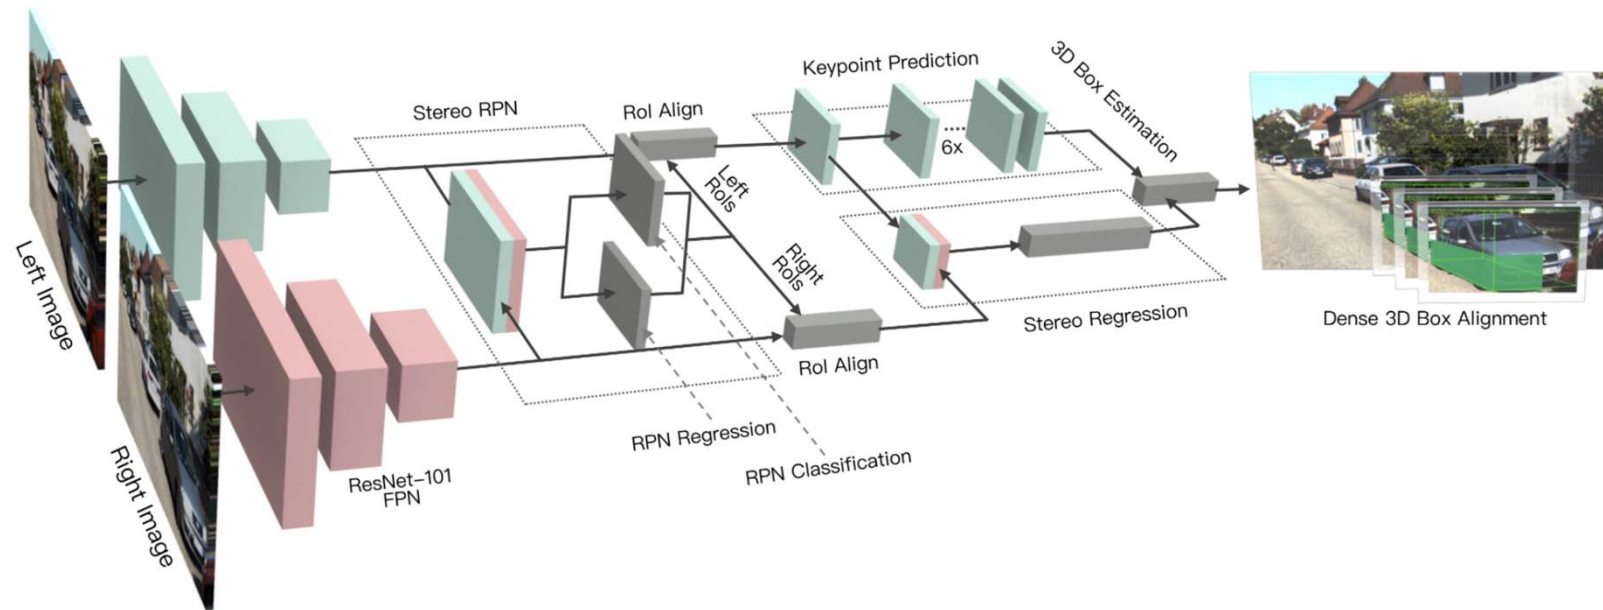 Left Image
Right Image
ResNet-101
FPN
Stereo RPN
RoI Align
Left
RoIs
Right
RoIs
RoI Align
RPN Regression
RPN Classification
Keypoint Prediction
6x
3D Box Estimation
Stereo Regression
Dense 3D Box Alignment